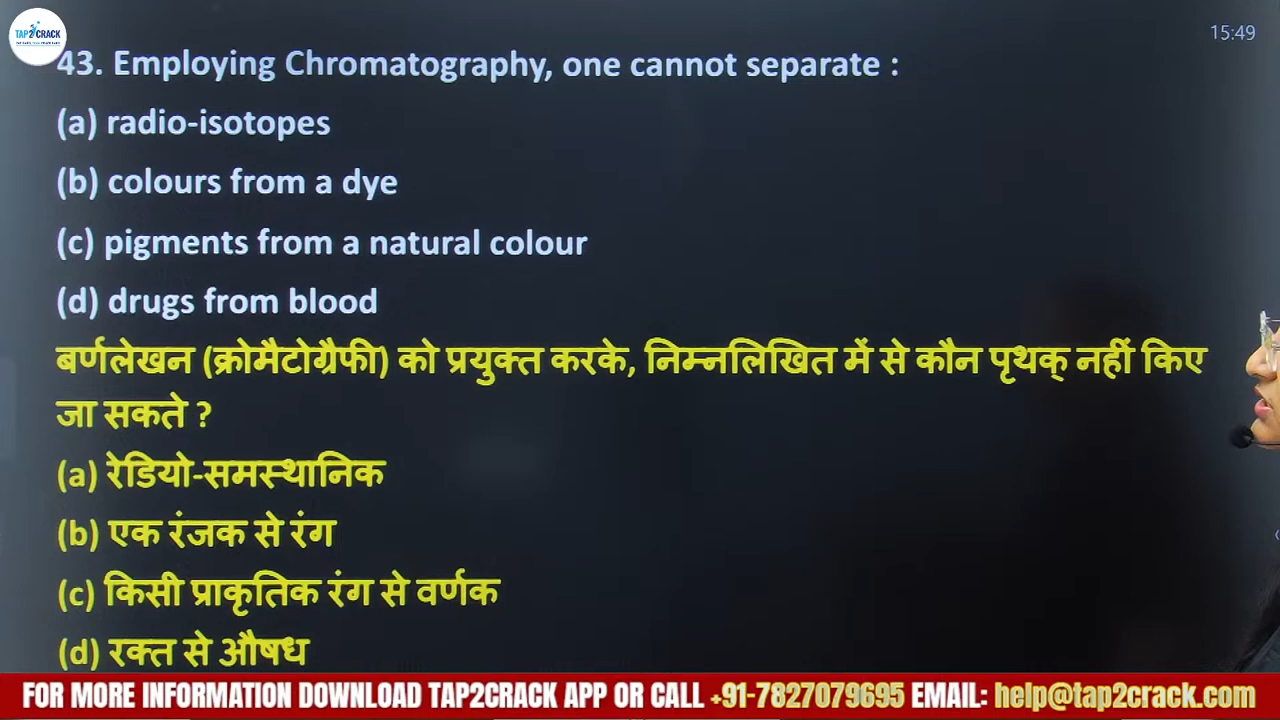 TAP2CRACK
15:49
43. Employing Chromatography, one cannot separate :
(a) radio-isotopes
(b) colours from a dye
(c) pigments from a natural colour
(d) drugs from blood
बर्णलेखन (क्रोमैटोग्रैफी) को प्रयुक्त करके, निम्नलिखित में से कौन पृथक् नहीं किए
जा सकते ?
(a) रेडियो-समस्थानिक
(b) एक रंजक से रंग
(c) किसी प्राकृतिक रंग से वर्णक
(d) रक्त से औषध
FOR MORE INFORMATION DOWNLOAD TAP2CRACK APP OR CALL +91-7827079695 EMAIL: help@tap2crack.com